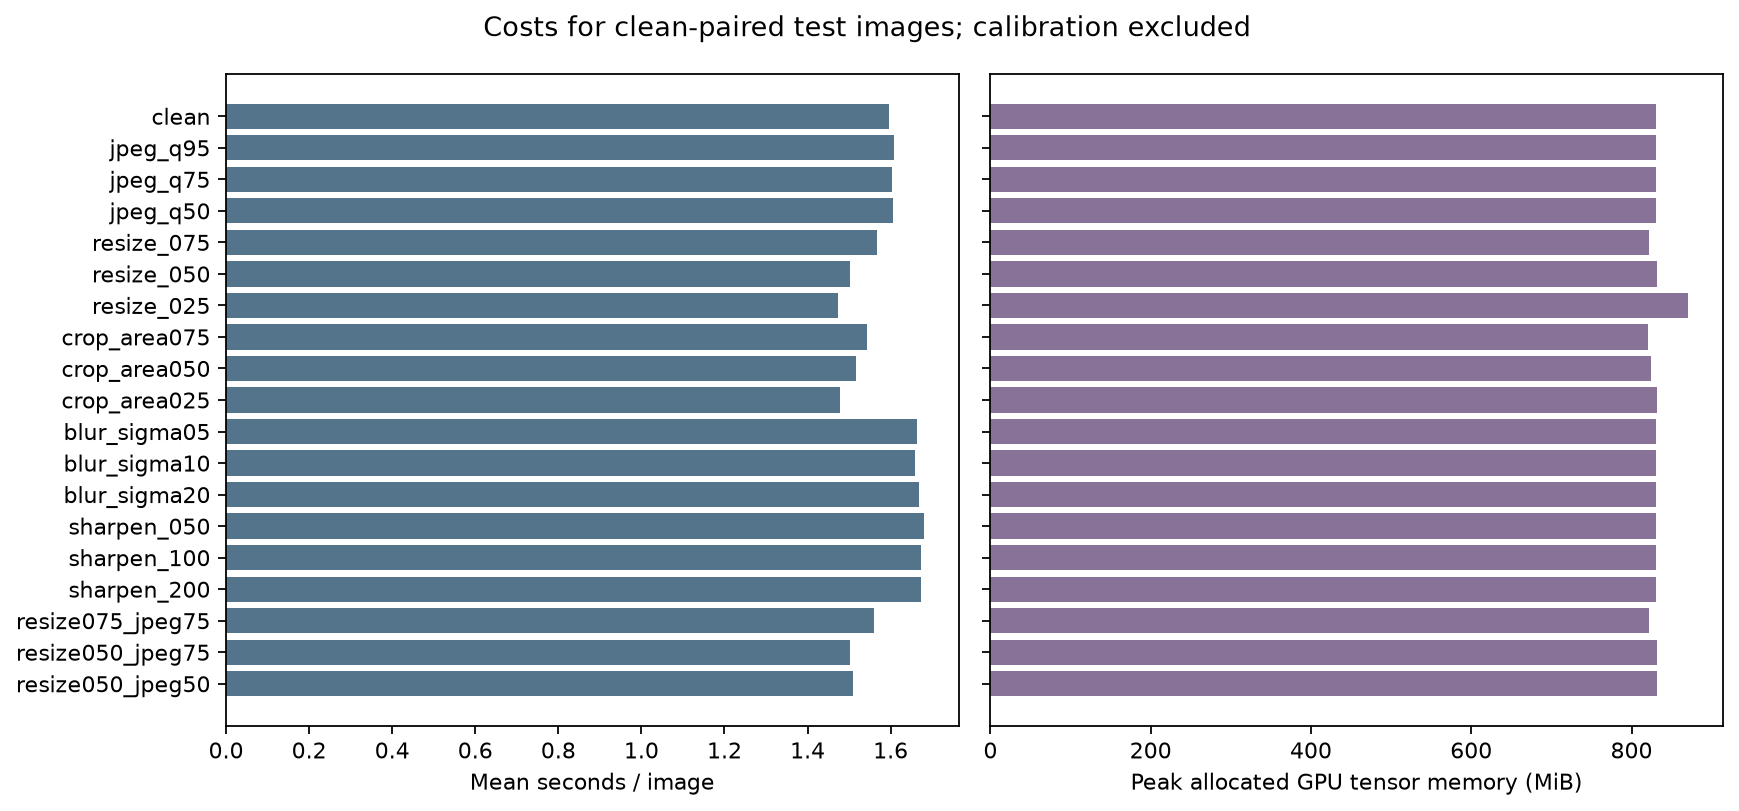 Costs for clean-paired test images; calibration excluded
clean
jpeg_q95
jpeg_q75
jpeg_q50
resize_075
resize_050
resize_025
crop_area075
crop_area050
crop_area025
blur_sigma05
blur_sigma10
blur_sigma20
sharpen_050
sharpen_100
sharpen_200
resize075_jpeg75
resize050_jpeg75
resize050_jpeg50
0.0 0.2 0.4 0.6 0.8 1.0 1.2 1.4 1.6
Mean seconds / image
0 200 400 600 800
Peak allocated GPU tensor memory (MiB)